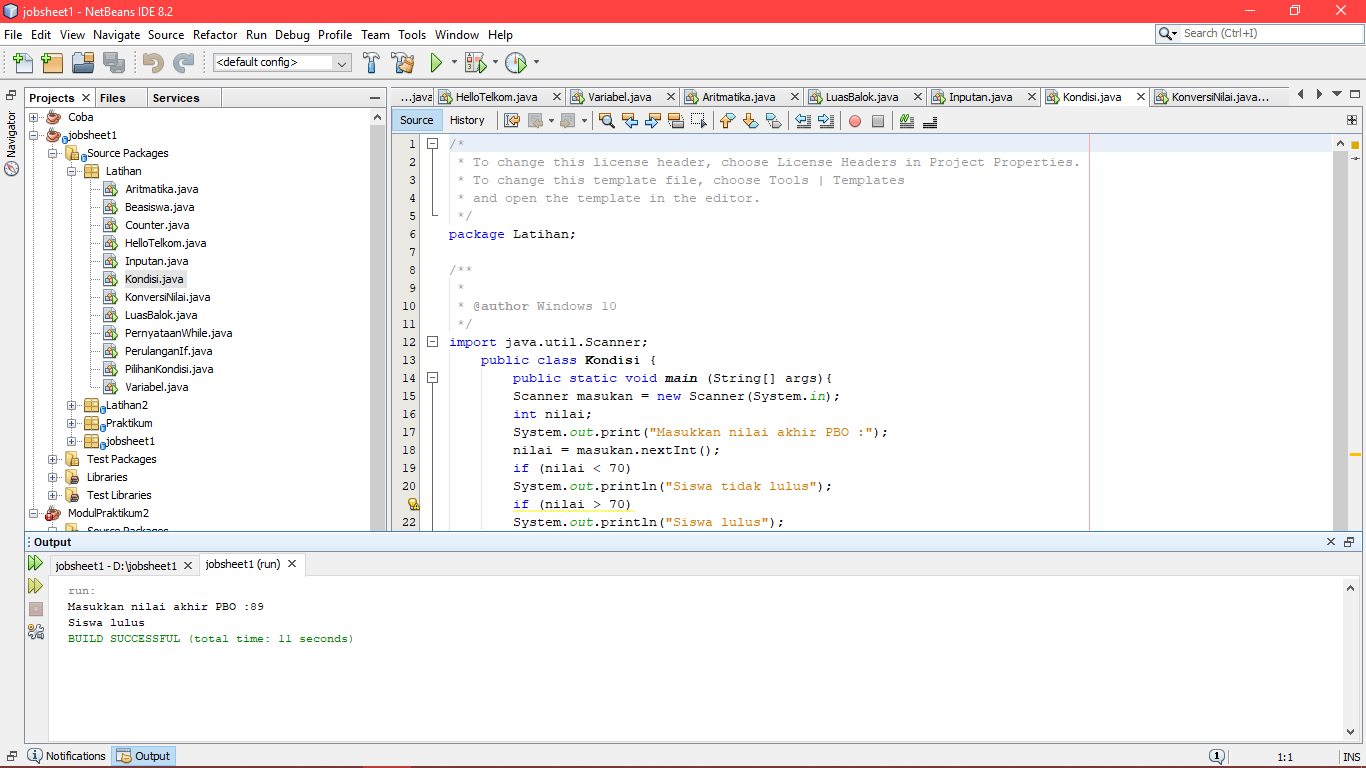 jobsheet1 - NetBeans IDE 8.2
File Edit View Navigate Source Refactor Run Debug Profile Team Tools Window Help
Search (Ctrl+I)
<default config>
Projects Files Services
Navigator
Coba
jobsheet1
Source Packages
Latihan
Aritmatika.java
Beasiswa.java
Counter.java
HelloTelkom.java
Inputan.java
Kondisi.java
KonversiNilai.java
LuasBalok.java
PernyataanWhile.java
PerulanganIf.java
PilihanKondisi.java
Variabel.java
Latihan2
Praktikum
jobsheet1
Test Packages
Libraries
Test Libraries
ModulPraktikum2
Source Packages
...java HelloTelkom.java Variabel.java Aritmatika.java LuasBalok.java Inputan.java Kondisi.java KonversiNilai.java...
Source History
1 /*
2 * To change this license header, choose License Headers in Project Properties.
3 * To change this template file, choose Tools | Templates
4 * and open the template in the editor.
5 */
6 package Latihan;
7
8 /**
9 *
10 * @author Windows 10
11 */
12 import java.util.Scanner;
13 public class Kondisi {
14 public static void main (String[] args){
15 Scanner masukan = new Scanner(System.in);
16 int nilai;
17 System.out.print("Masukkan nilai akhir PBO :");
18 nilai = masukan.nextInt();
19 if (nilai < 70)
20 System.out.println("Siswa tidak lulus");
if (nilai > 70)
22 System.out.println("Siswa lulus");
Output
jobsheet1 - D:\jobsheet1 jobsheet1 (run)
run:
Masukkan nilai akhir PBO :89
Siswa lulus
BUILD SUCCESSFUL (total time: 11 seconds)
Notifications Output 1 1:1 INS